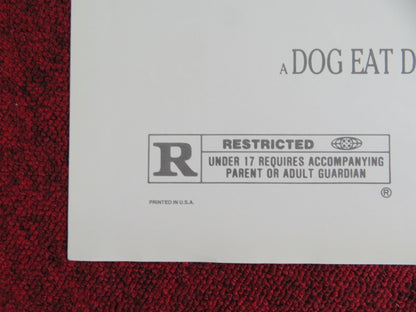 A DOG EAT D
R
RESTRICTED
UNDER 17 REQUIRES ACCOMPANYING
PARENT OR ADULT GUARDIAN
®
PRINTED IN U.S.A.